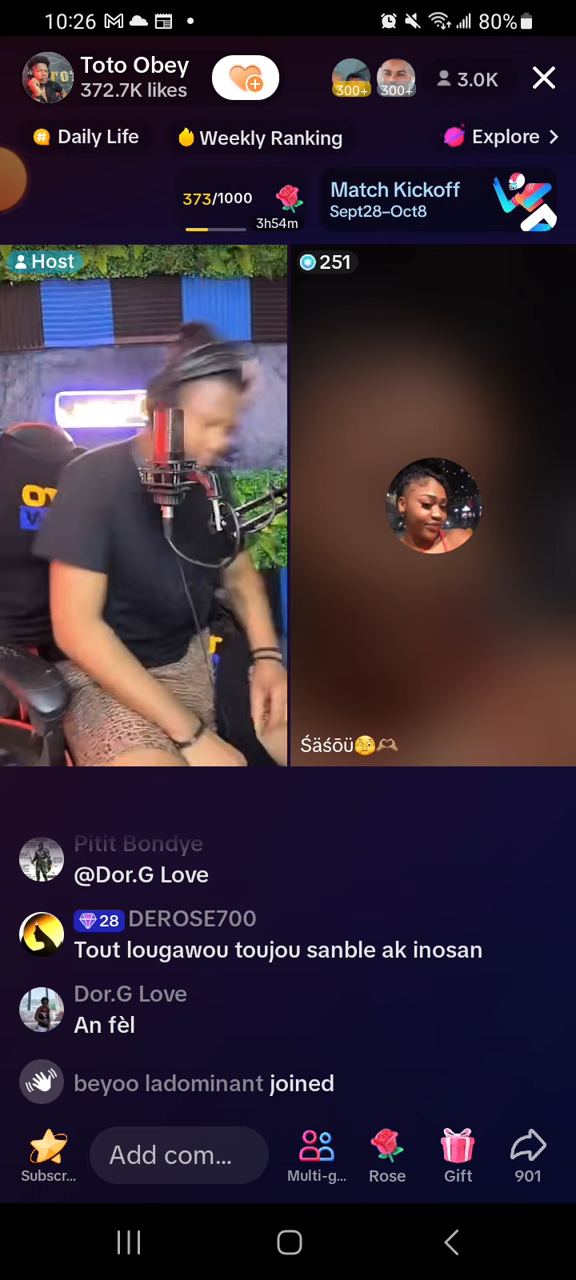 10:26 80%
Toto Obey
372.7K likes
300+ 300+ 3.0K
Daily Life Weekly Ranking Explore
373/1000
3h54m
Match Kickoff
Sept28–Oct8
Host
251
Śäśōü
Pitit Bondye
@Dor.G Love
28 DEROSE700
Tout lougawou toujou sanble ak inosan
Dor.G Love
An fèl
beyoo ladominant joined
Add com...
Subscr... Multi-g... Rose Gift 901